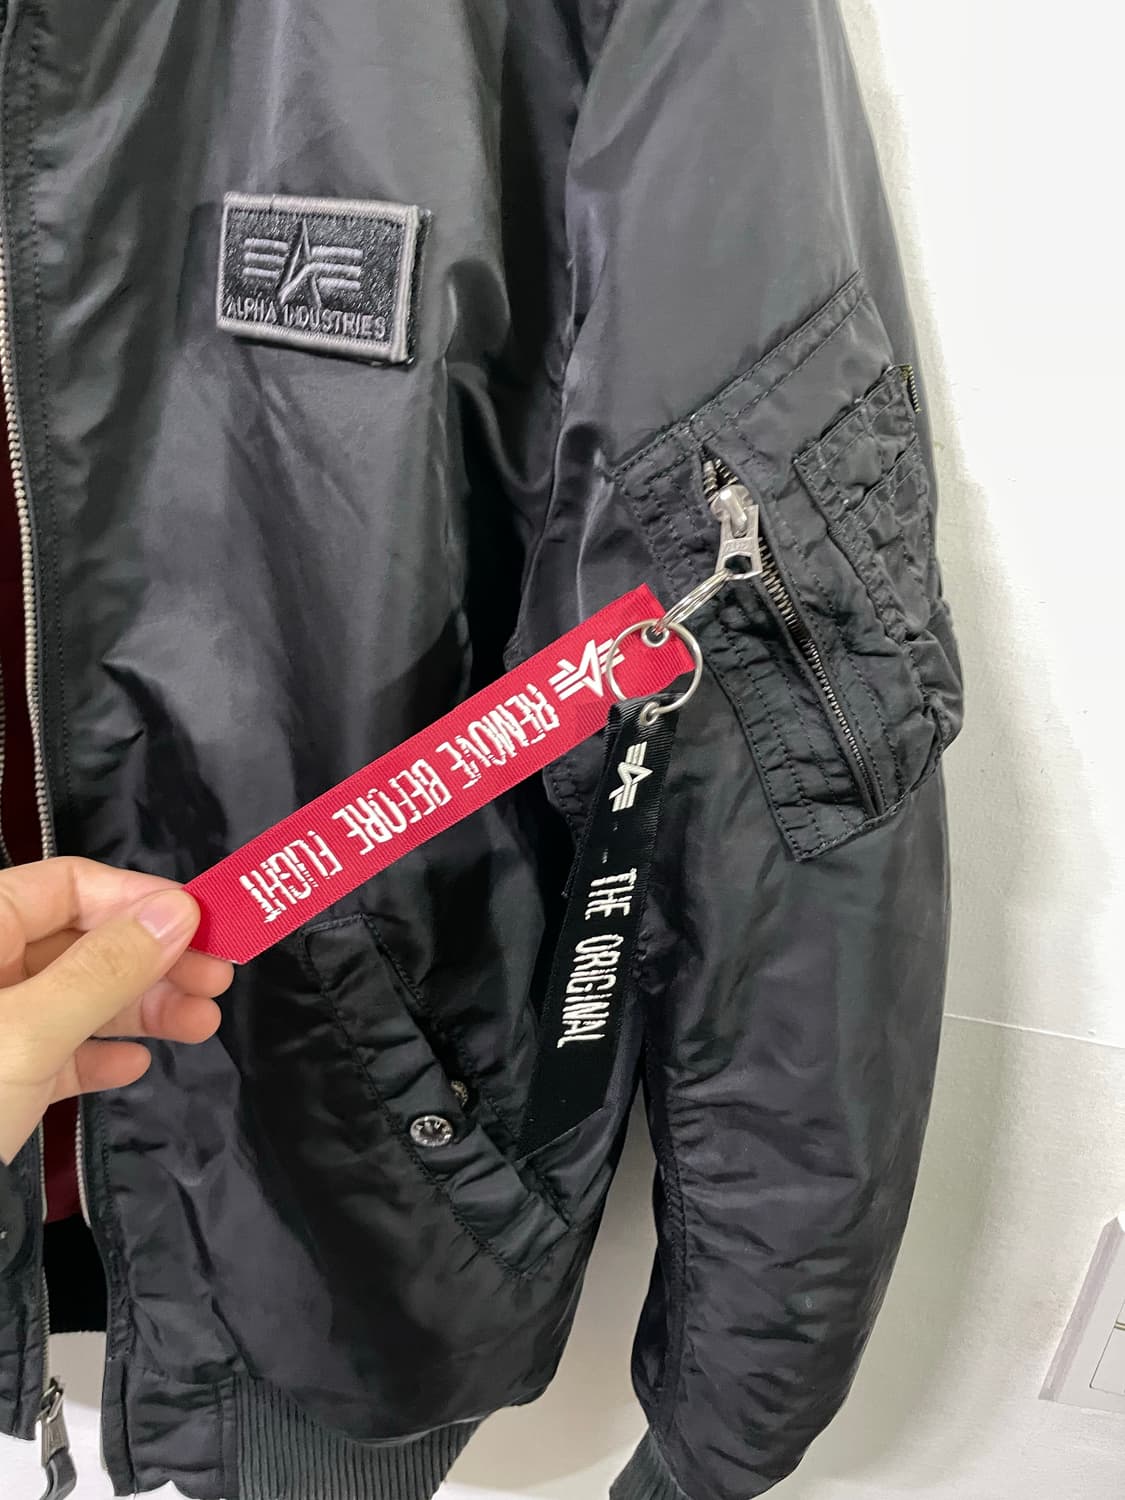 ALPHA INDUSTRIES
REMOVE BEFORE FLIGHT
THE ORIGINAL